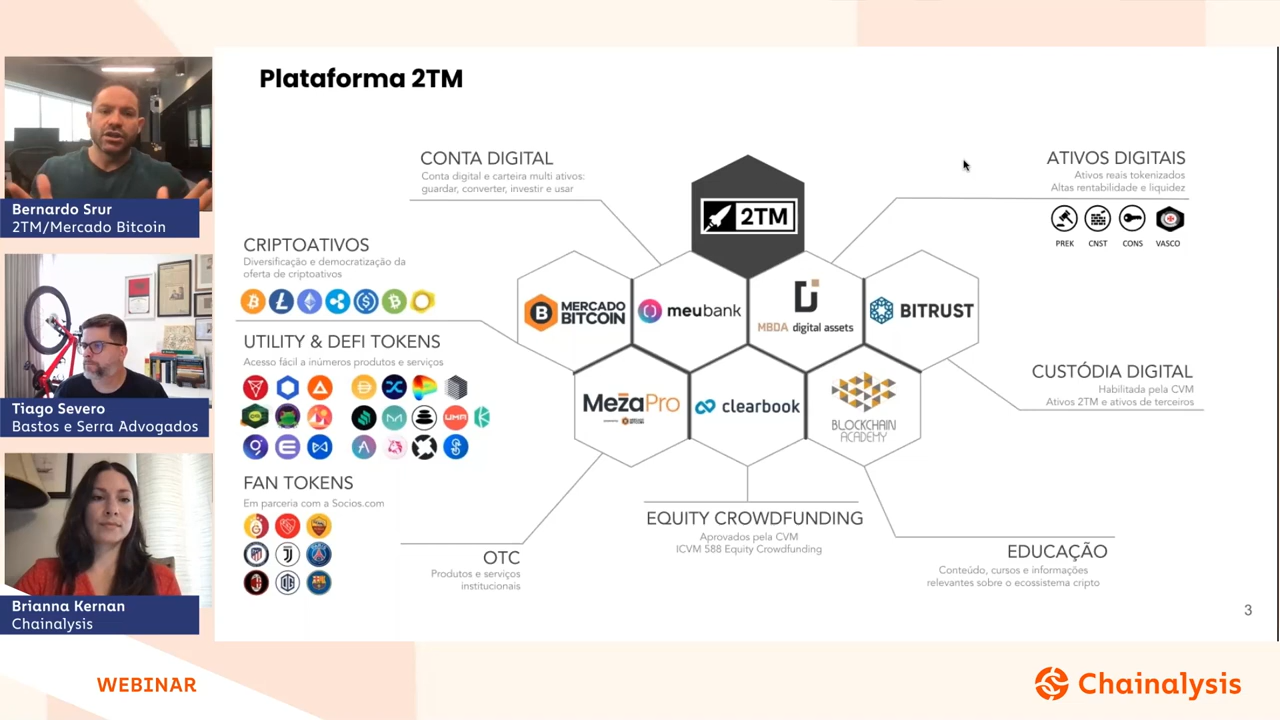 Plataforma 2TM
Bernardo Srur
2TM/Mercado Bitcoin
Tiago Severo
Bastos e Serra Advogados
Brianna Kernan
Chainalysis
CONTA DIGITAL
Conta digital e carteira multi ativos:
guardar, converter, investir e usar
CRIPTOATIVOS
Diversificação e democratização da
oferta de criptoativos
UTILITY & DEFI TOKENS
Acesso fácil a inúmeros produtos e serviços
FAN TOKENS
Em parceria com a Socios.com
2TM
MERCADO
BITCOIN
meubank
MBDA digital assets
BITRUST
MezaPro
clearbook
BLOCKCHAIN
ACADEMY
ATIVOS DIGITAIS
Ativos reais tokenizados
Altas rentabilidade e liquidez
PREK
CNST
CONS
VASCO
CUSTÓDIA DIGITAL
Habilitada pela CVM
Ativos 2TM e ativos de terceiros
OTC
Produtos e serviços
institucionais
EQUITY CROWDFUNDING
Aprovados pela CVM
ICVM 588 Equity Crowdfunding
EDUCAÇÃO
Conteúdo, cursos e informações
relevantes sobre o ecossistema cripto
3
WEBINAR
Chainalysis